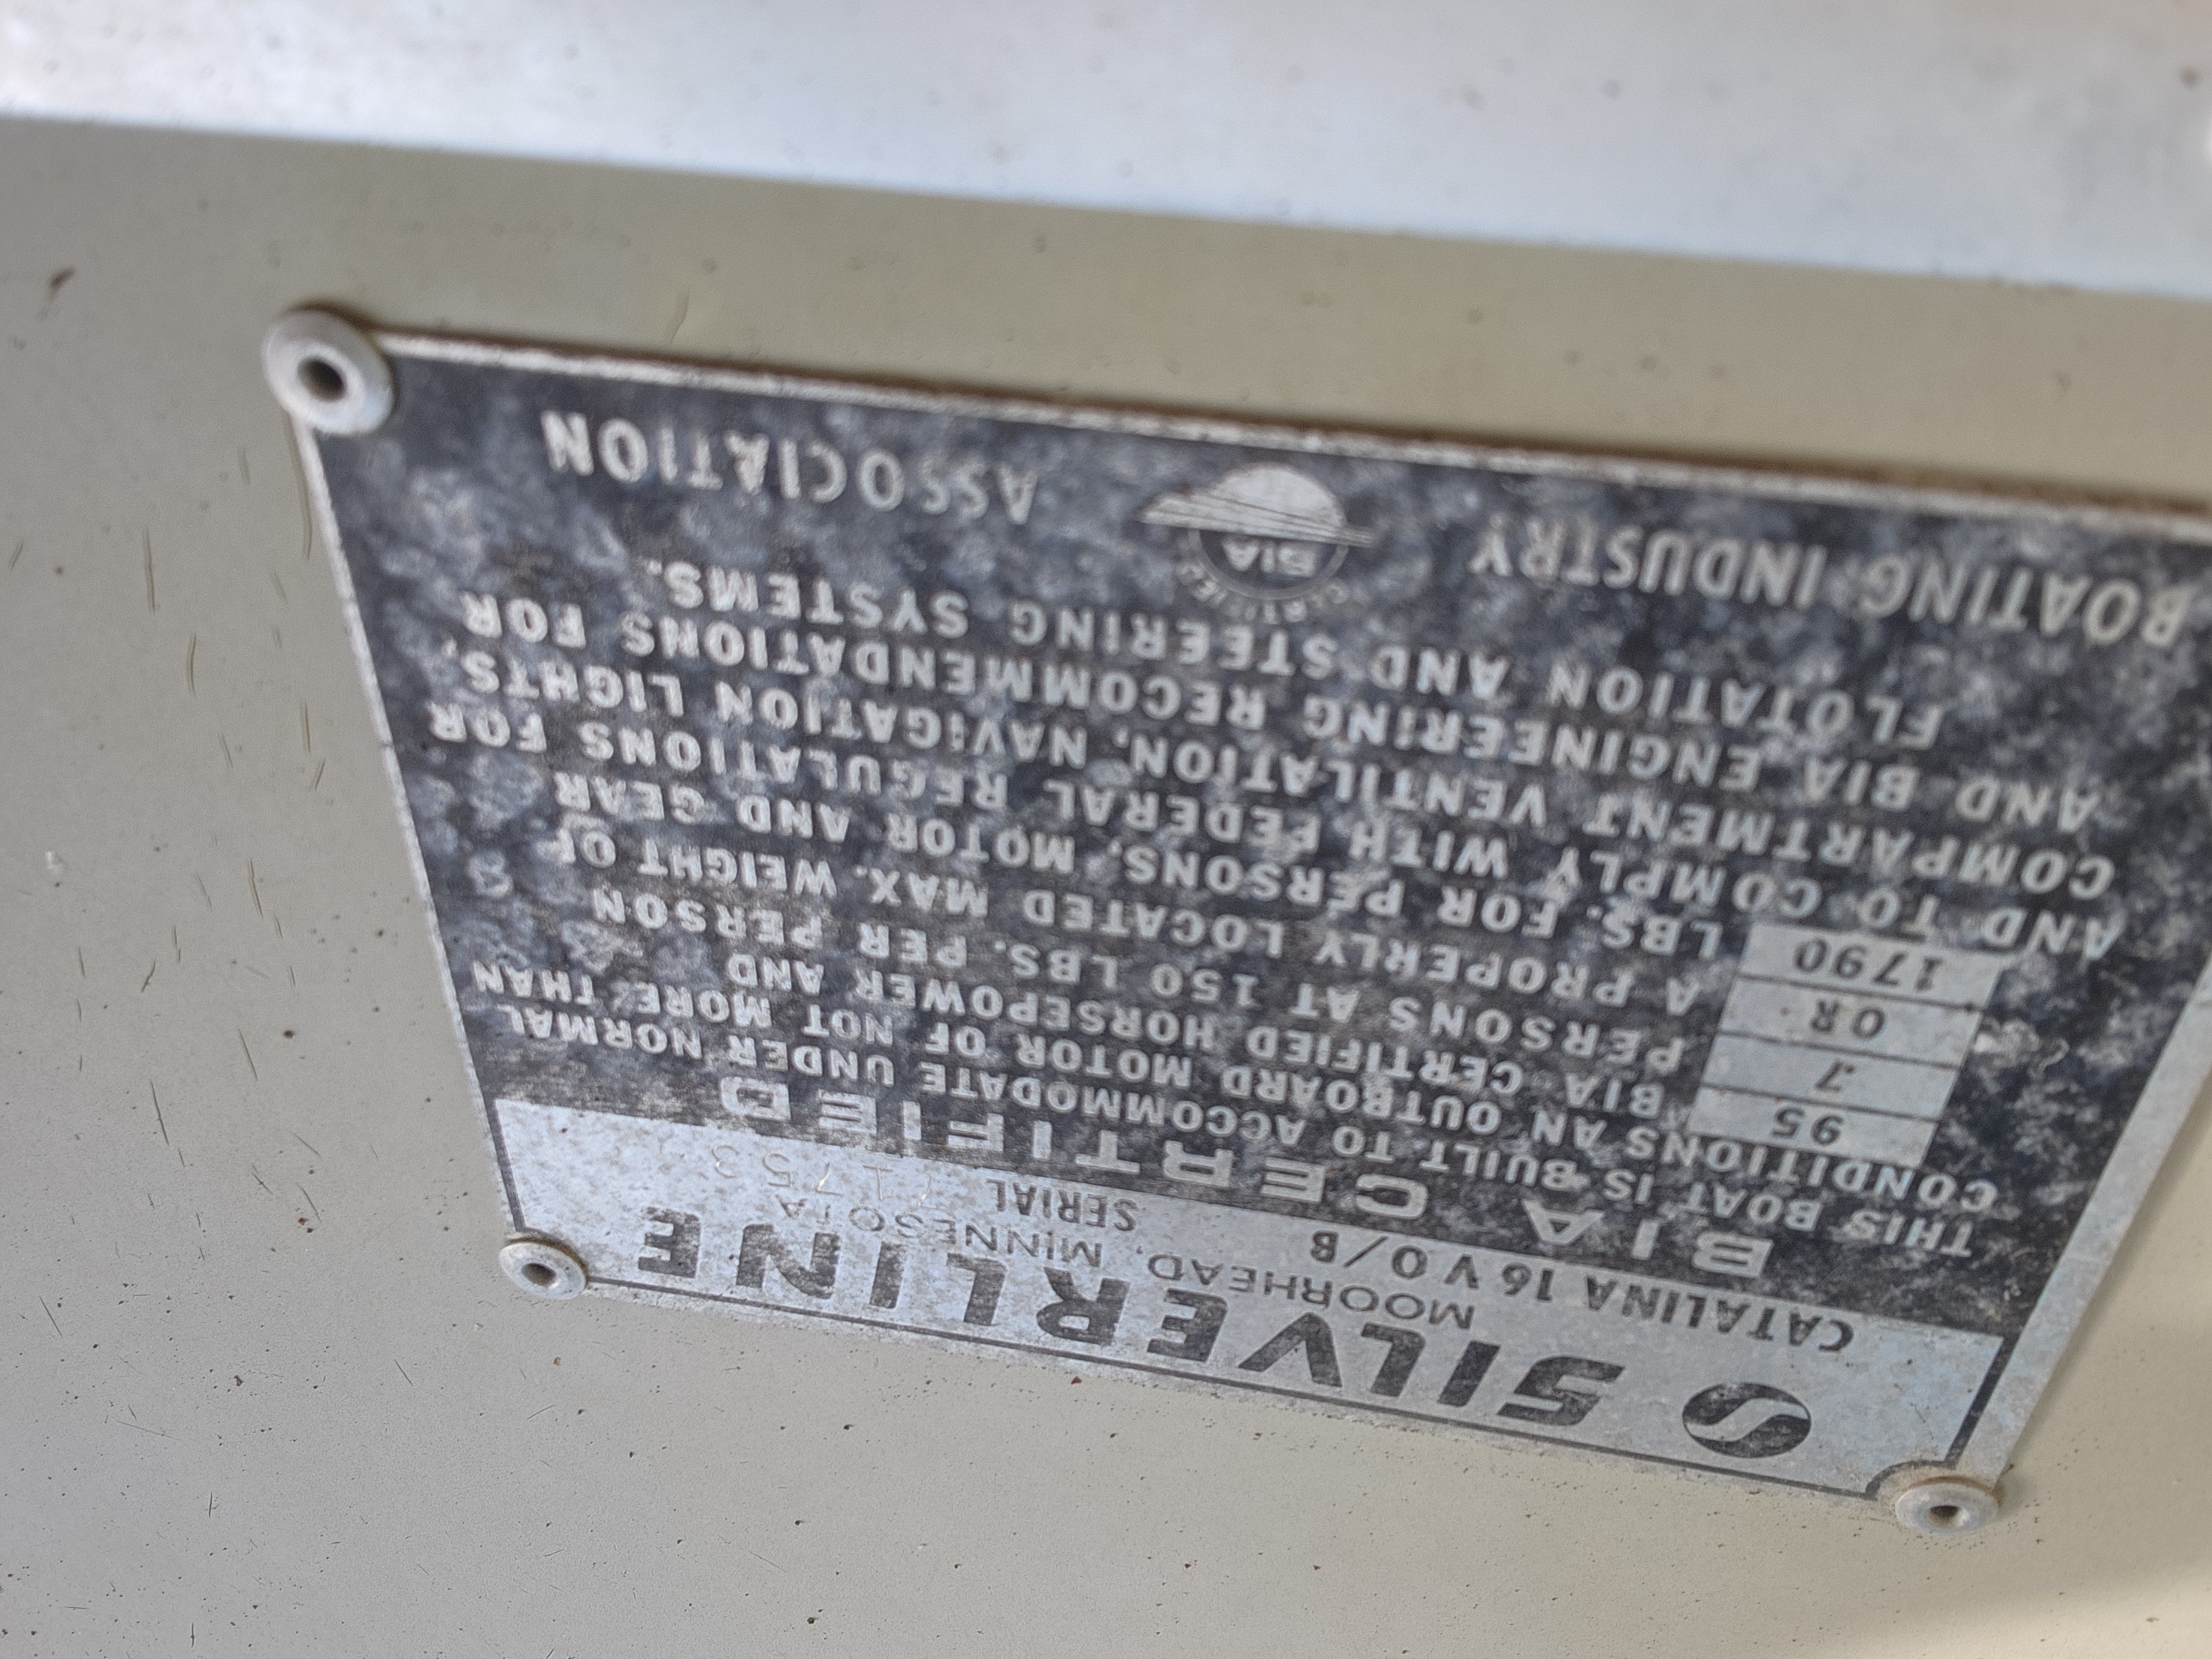 SILVERLINE
MOORHEAD, MINNESOTA
CATALINA 16 V O/B SERIAL 71753
BIA CERTIFIED
THIS BOAT IS BUILT TO ACCOMMODATE UNDER NORMAL
CONDITIONS AN OUTBOARD MOTOR OF NOT MORE THAN
95 BIA CERTIFIED HORSEPOWER AND
7 PERSONS AT 150 LBS. PER PERSON
OR A PROPERLY LOCATED MAX. WEIGHT OF
1790 LBS. FOR PERSONS, MOTOR AND GEAR
AND TO COMPLY WITH FEDERAL REGULATIONS FOR
COMPARTMENT VENTILATION, NAVIGATION LIGHTS,
AND BIA ENGINEERING RECOMMENDATIONS FOR
FLOTATION AND STEERING SYSTEMS.
CERTIFIED
BIA
BOATING INDUSTRY ASSOCIATION